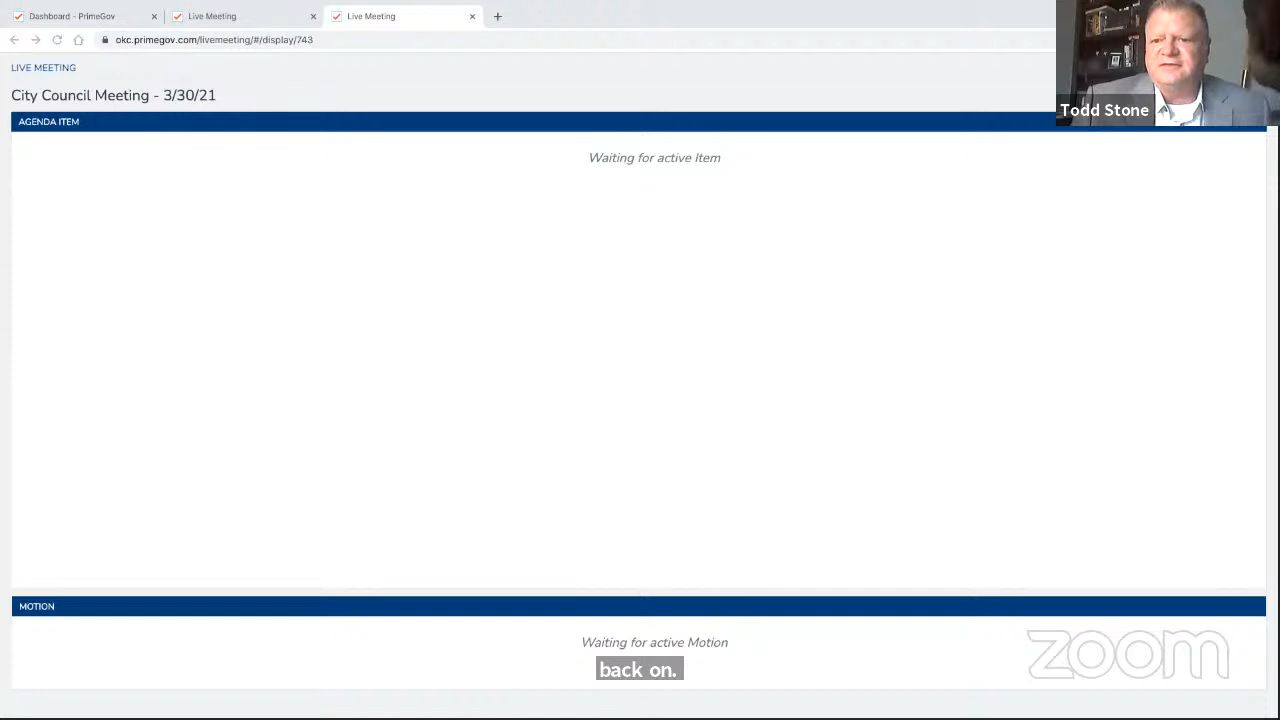 Dashboard - PrimeGov
Live Meeting
Live Meeting
okc.primegov.com/livemeeting/#/display/743
LIVE MEETING
City Council Meeting - 3/30/21
Todd Stone
AGENDA ITEM
Waiting for active Item
MOTION
Waiting for active Motion
zoom
back on.